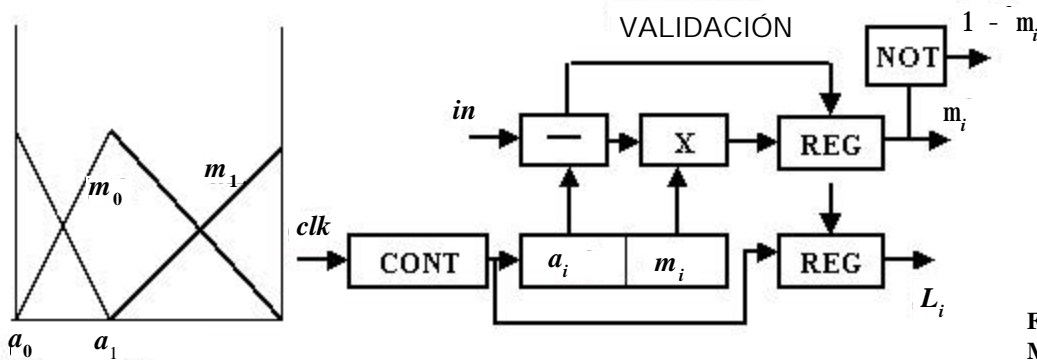 VALIDACIÓN
1 - m_i
NOT
in
—
X
REG
m_i
m_0
m_1
clk
CONT
a_i
m_i
REG
L_i
a_0
a_1
F
M